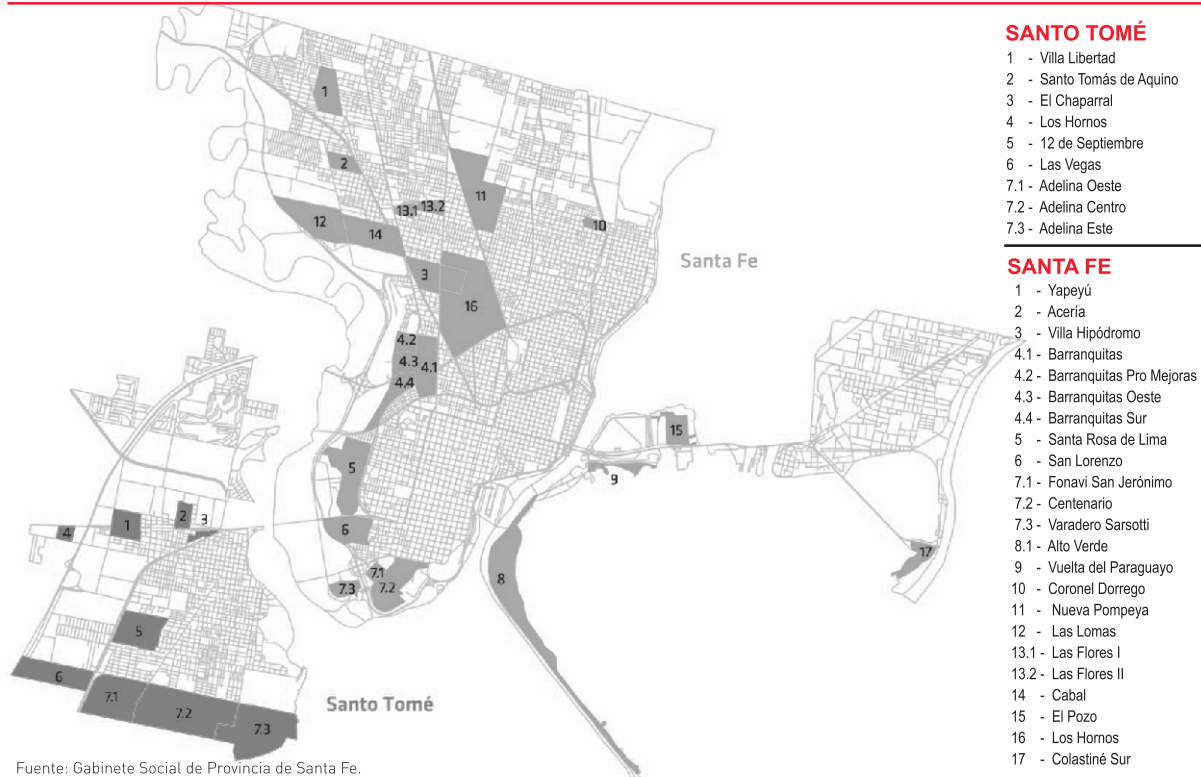 SANTO TOMÉ
1 - Villa Libertad
2 - Santo Tomás de Aquino
3 - El Chaparral
4 - Los Hornos
5 - 12 de Septiembre
6 - Las Vegas
7.1 - Adelina Oeste
7.2 - Adelina Centro
7.3 - Adelina Este
SANTA FE
1 - Yapeyú
2 - Acería
3 - Villa Hipódromo
4.1 - Barranquitas
4.2 - Barranquitas Pro Mejoras
4.3 - Barranquitas Oeste
4.4 - Barranquitas Sur
5 - Santa Rosa de Lima
6 - San Lorenzo
7.1 - Fonavi San Jerónimo
7.2 - Centenario
7.3 - Varadero Sarsotti
8.1 - Alto Verde
9 - Vuelta del Paraguayo
10 - Coronel Dorrego
11 - Nueva Pompeya
12 - Las Lomas
13.1 - Las Flores I
13.2 - Las Flores II
14 - Cabal
15 - El Pozo
16 - Los Hornos
17 - Colastiné Sur
1
2
11
13.1
13.2
12
14
10
Santa Fe
3
16
4.2
4.3
4.1
4.4
15
5
9
6
7.1
7.2
7.3
8
17
1
2
3
4
5
6
7.1
7.2
7.3
Santo Tomé
Fuente: Gabinete Social de Provincia de Santa Fe.